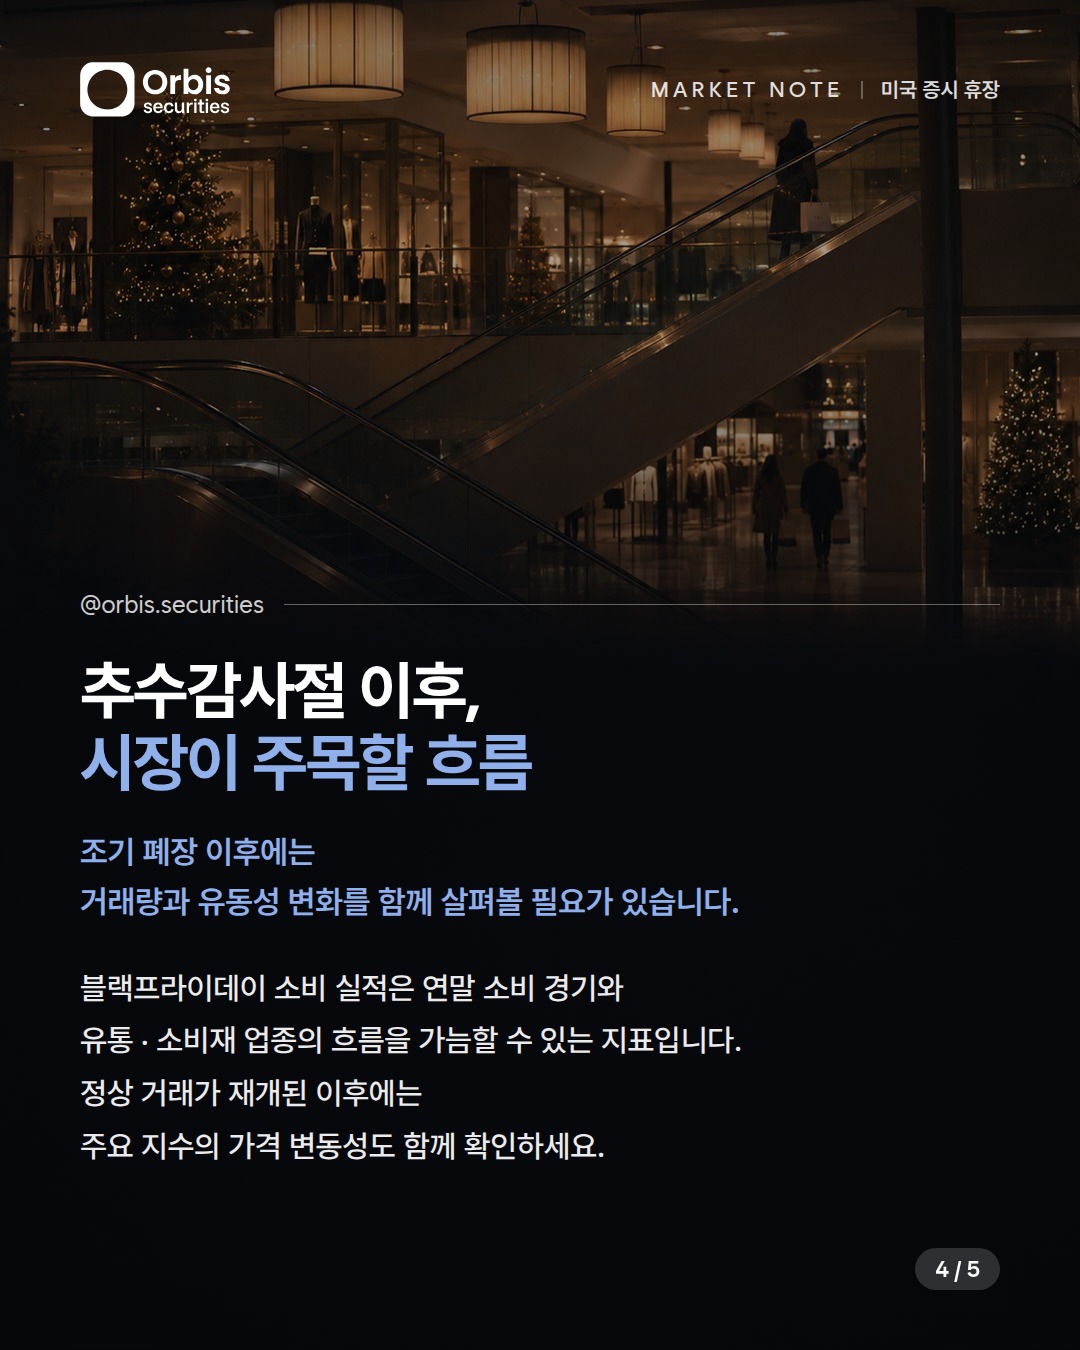 Orbis
securities
MARKET NOTE | 미국 증시 휴장
@orbis.securities
추수감사절 이후,
시장이 주목할 흐름
조기 폐장 이후에는
거래량과 유동성 변화를 함께 살펴볼 필요가 있습니다.
블랙프라이데이 소비 실적은 연말 소비 경기와
유통 · 소비재 업종의 흐름을 가늠할 수 있는 지표입니다.
정상 거래가 재개된 이후에는
주요 지수의 가격 변동성도 함께 확인하세요.
4 / 5